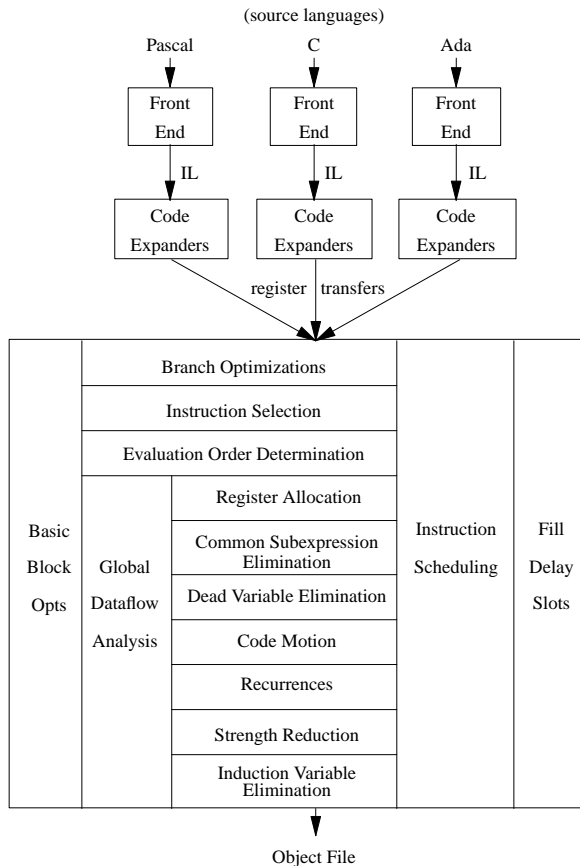 (source languages)
Pascal
C
Ada
Front
End
Front
End
Front
End
IL
IL
IL
Code
Expanders
Code
Expanders
Code
Expanders
register
transfers
Basic
Block
Opts
Branch Optimizations
Instruction Selection
Evaluation Order Determination
Global
Dataflow
Analysis
Register Allocation
Common Subexpression
Elimination
Dead Variable Elimination
Code Motion
Recurrences
Strength Reduction
Induction Variable
Elimination
Instruction
Scheduling
Fill
Delay
Slots
Object File